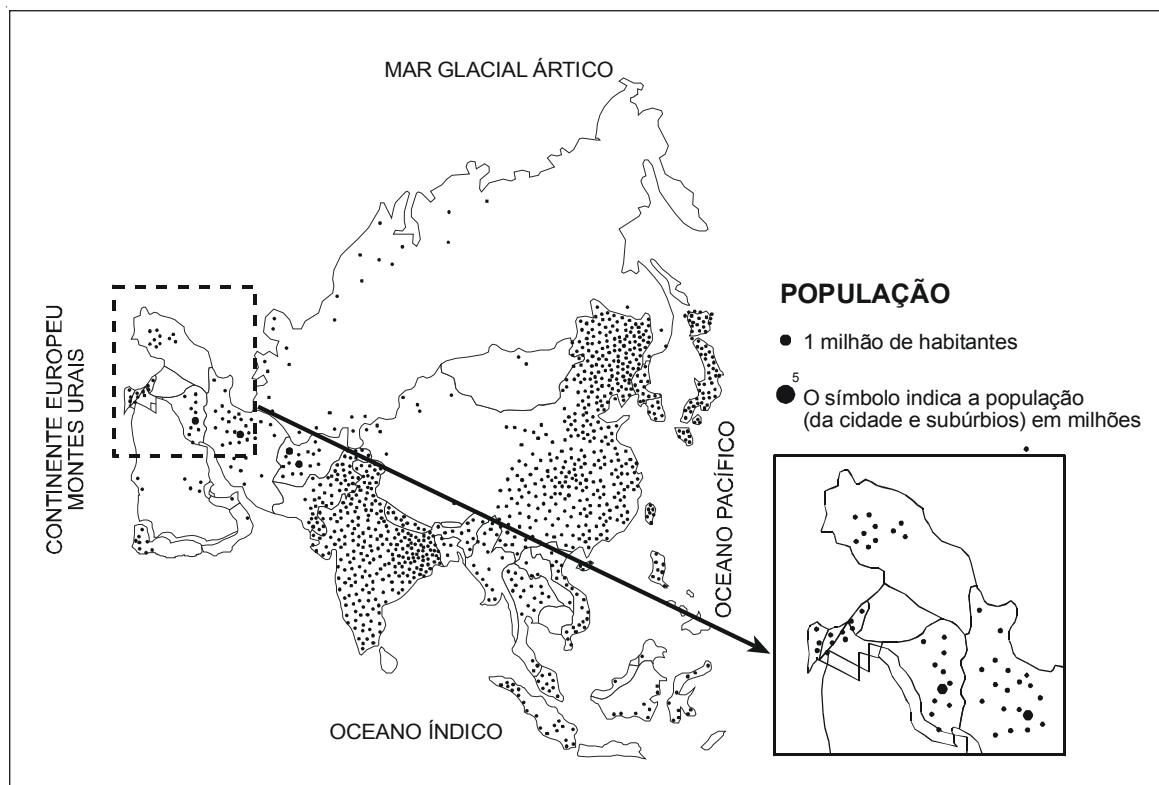 MAR GLACIAL ÁRTICO
CONTINENTE EUROPEU
MONTES URAIS
OCEANO PACÍFICO
OCEANO ÍNDICO
POPULAÇÃO
1 milhão de habitantes
5
O símbolo indica a população
(da cidade e subúrbios) em milhões